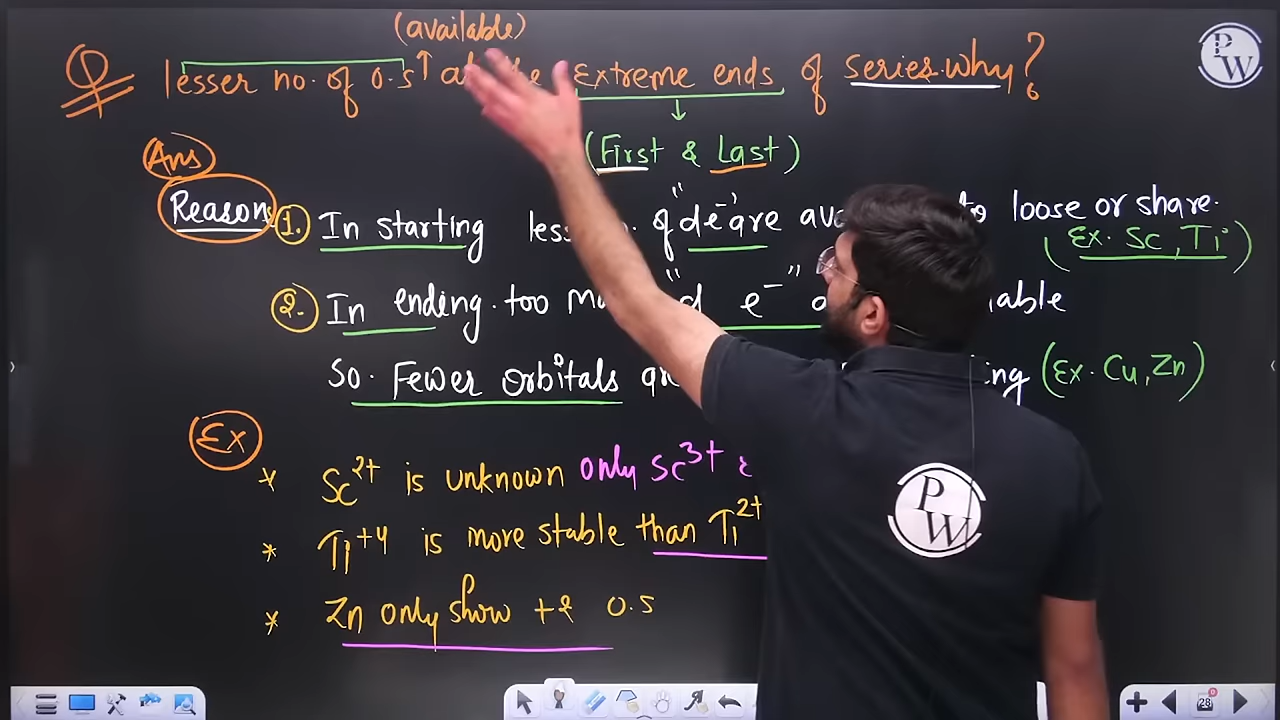 (available)
Q lesser no. of o.s ↑ at the Extreme ends of series. Why?
(First & Last)
Ans
Reason 1. In starting less no. of "d e⁻" are to loose or share.
(Ex. Sc, Ti)
2. In ending. too "d e⁻"
So. Fewer orbitals (Ex. Cu, Zn)
Ex
* Sc²⁺ is unknown only Sc³⁺
* Ti⁺⁴ is more stable than Ti²⁺
* Zn only show +2 o.s
PW
PW
28